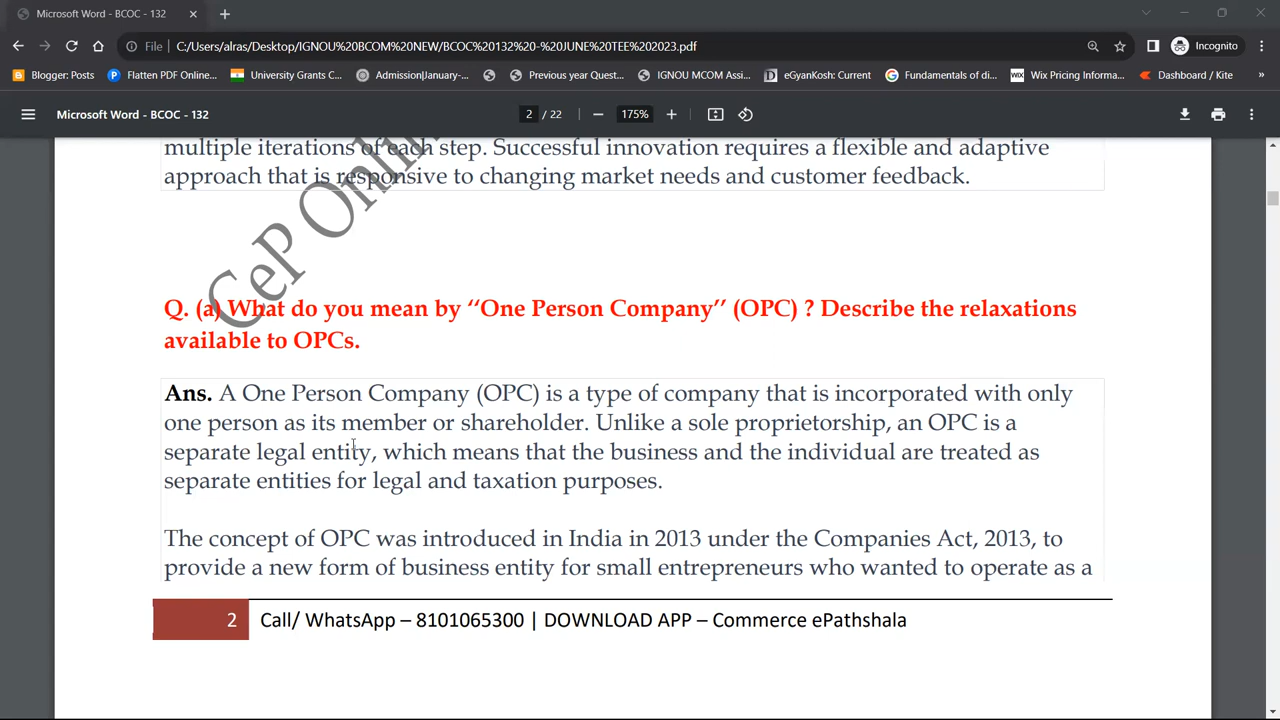 Microsoft Word - BCOC - 132
File
C:/Users/alras/Desktop/IGNOU%20BCOM%20NEW/BCOC%20132%20-%20JUNE%20TEE%202023.pdf
Incognito
Blogger: Posts
Flatten PDF Online...
University Grants C...
Admission|January-...
Previous year Quest...
IGNOU MCOM Assi...
eGyanKosh: Current
Fundamentals of di...
Wix Pricing Informa...
Dashboard / Kite
»
Microsoft Word - BCOC - 132
2 / 22
175%
multiple iterations of each step. Successful innovation requires a flexible and adaptive
approach that is responsive to changing market needs and customer feedback.
CeP Onlin
Q. (a) What do you mean by ‘‘One Person Company’’ (OPC) ? Describe the relaxations
available to OPCs.
Ans. A One Person Company (OPC) is a type of company that is incorporated with only
one person as its member or shareholder. Unlike a sole proprietorship, an OPC is a
separate legal entity, which means that the business and the individual are treated as
separate entities for legal and taxation purposes.
The concept of OPC was introduced in India in 2013 under the Companies Act, 2013, to
provide a new form of business entity for small entrepreneurs who wanted to operate as a
2
Call/ WhatsApp – 8101065300 | DOWNLOAD APP – Commerce ePathshala